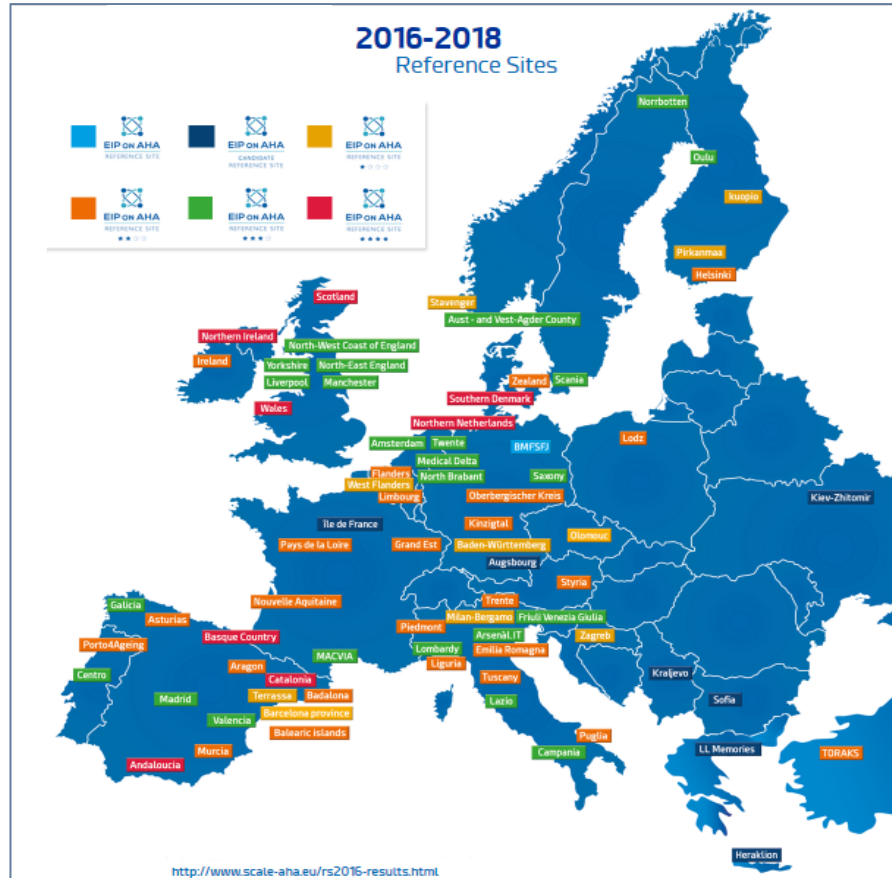 2016-2018
Reference Sites
EIP on AHA
REFERENCE SITE
EIP on AHA
CANDIDATE
REFERENCE SITE
EIP on AHA
REFERENCE SITE
★☆☆☆
EIP on AHA
REFERENCE SITE
★★☆☆
EIP on AHA
REFERENCE SITE
★★★☆
EIP on AHA
REFERENCE SITE
★★★★
Norrbotten
Oulu
kuopio
Pirkanmaa
Helsinki
Scotland
Stavenger
Aust - and Vest-Agder County
Northern Ireland
North-West Coast of England
Ireland
Yorkshire
North-East England
Liverpool
Manchester
Zealand
Scania
Wales
Southern Denmark
Northern Netherlands
Amsterdam
Twente
BMFSFJ
Lodz
Medical Delta
Flanders
North Brabant
Saxony
West Flanders
Limbourg
Oberbergischer Kreis
Kiev-Zhitomir
île de France
Kinzigtal
Pays de la Loire
Grand Est
Baden-Württemberg
Olomouc
Augsbourg
Styria
Nouvelle Aquitaine
Trente
Galicia
Asturias
Piedmont
Milan-Bergamo
Friuli Venezia Giulia
Basque Country
Arsenàl.IT
Zagreb
Porto4Ageing
MACVIA
Lombardy
Emilia Romagna
Aragon
Liguria
Centro
Catalonia
Tuscany
Kraljevo
Madrid
Terrassa
Badalona
Lazio
Sofia
Valencia
Barcelona province
Balearic islands
Puglia
Murcia
Campania
LL Memories
TORAKS
Andaloucia
Heraklion
http://www.scale-aha.eu/rs2016-results.html